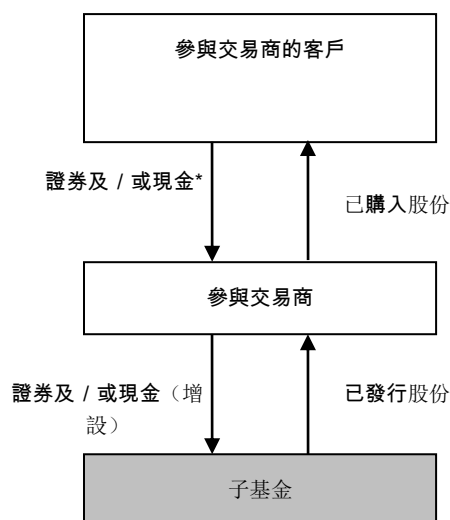 參與交易商的客戶
證券及 / 或現金*
已購入股份
參與交易商
證券及 / 或現金（增
設）
已發行股份
子基金